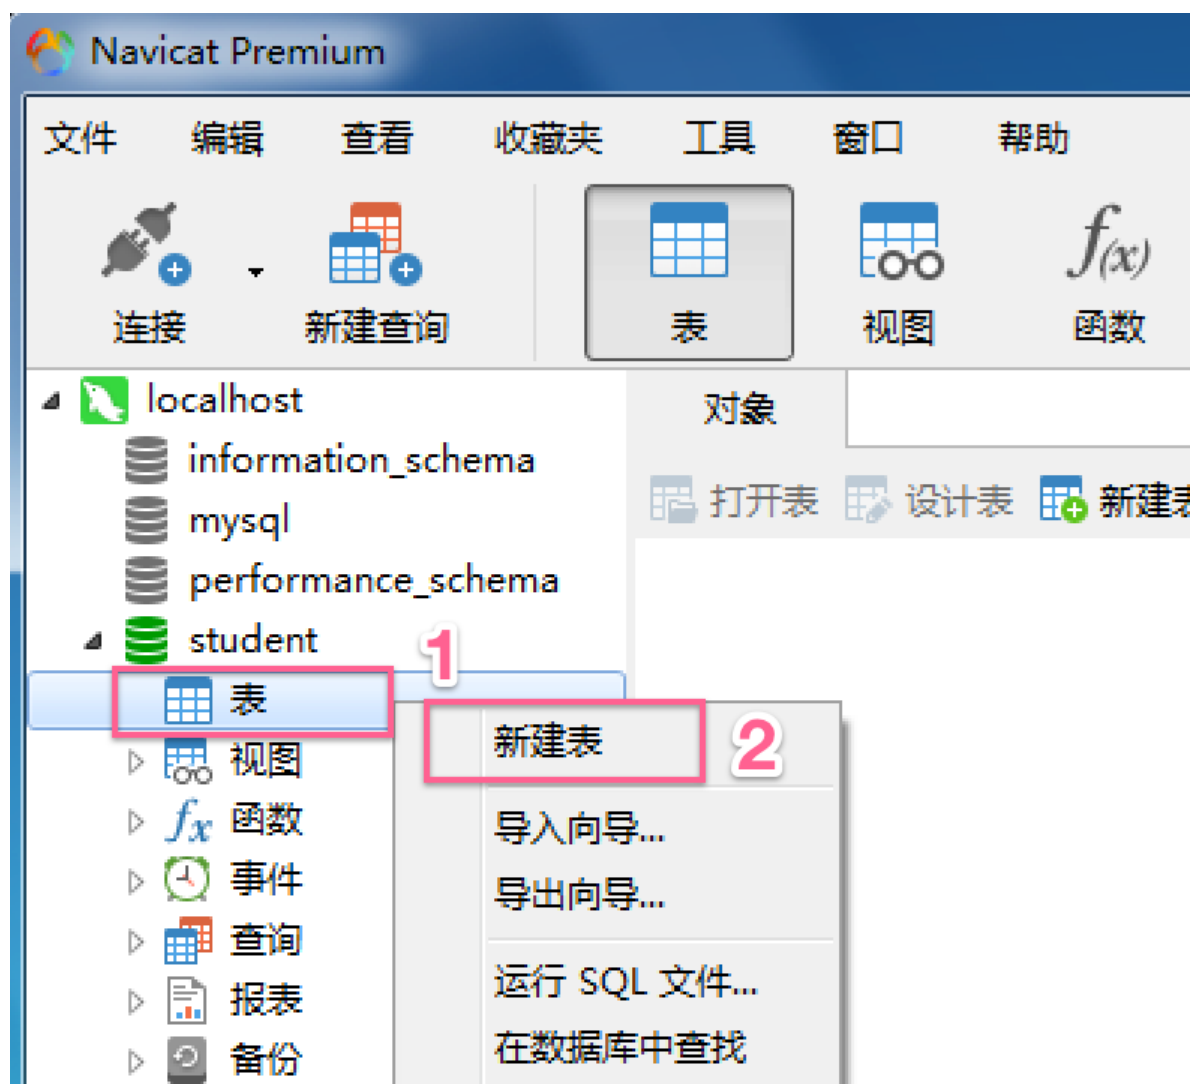 Navicat Premium
文件 编辑 查看 收藏夹 工具 窗口 帮助
f(x)
连接 新建查询 表 视图 函数
localhost
对象
information_schema
打开表 设计表 新建表
mysql
performance_schema
student
1
表
新建表
2
视图
导入向导...
fx 函数
事件
导出向导...
查询
运行 SQL 文件...
报表
在数据库中查找
备份